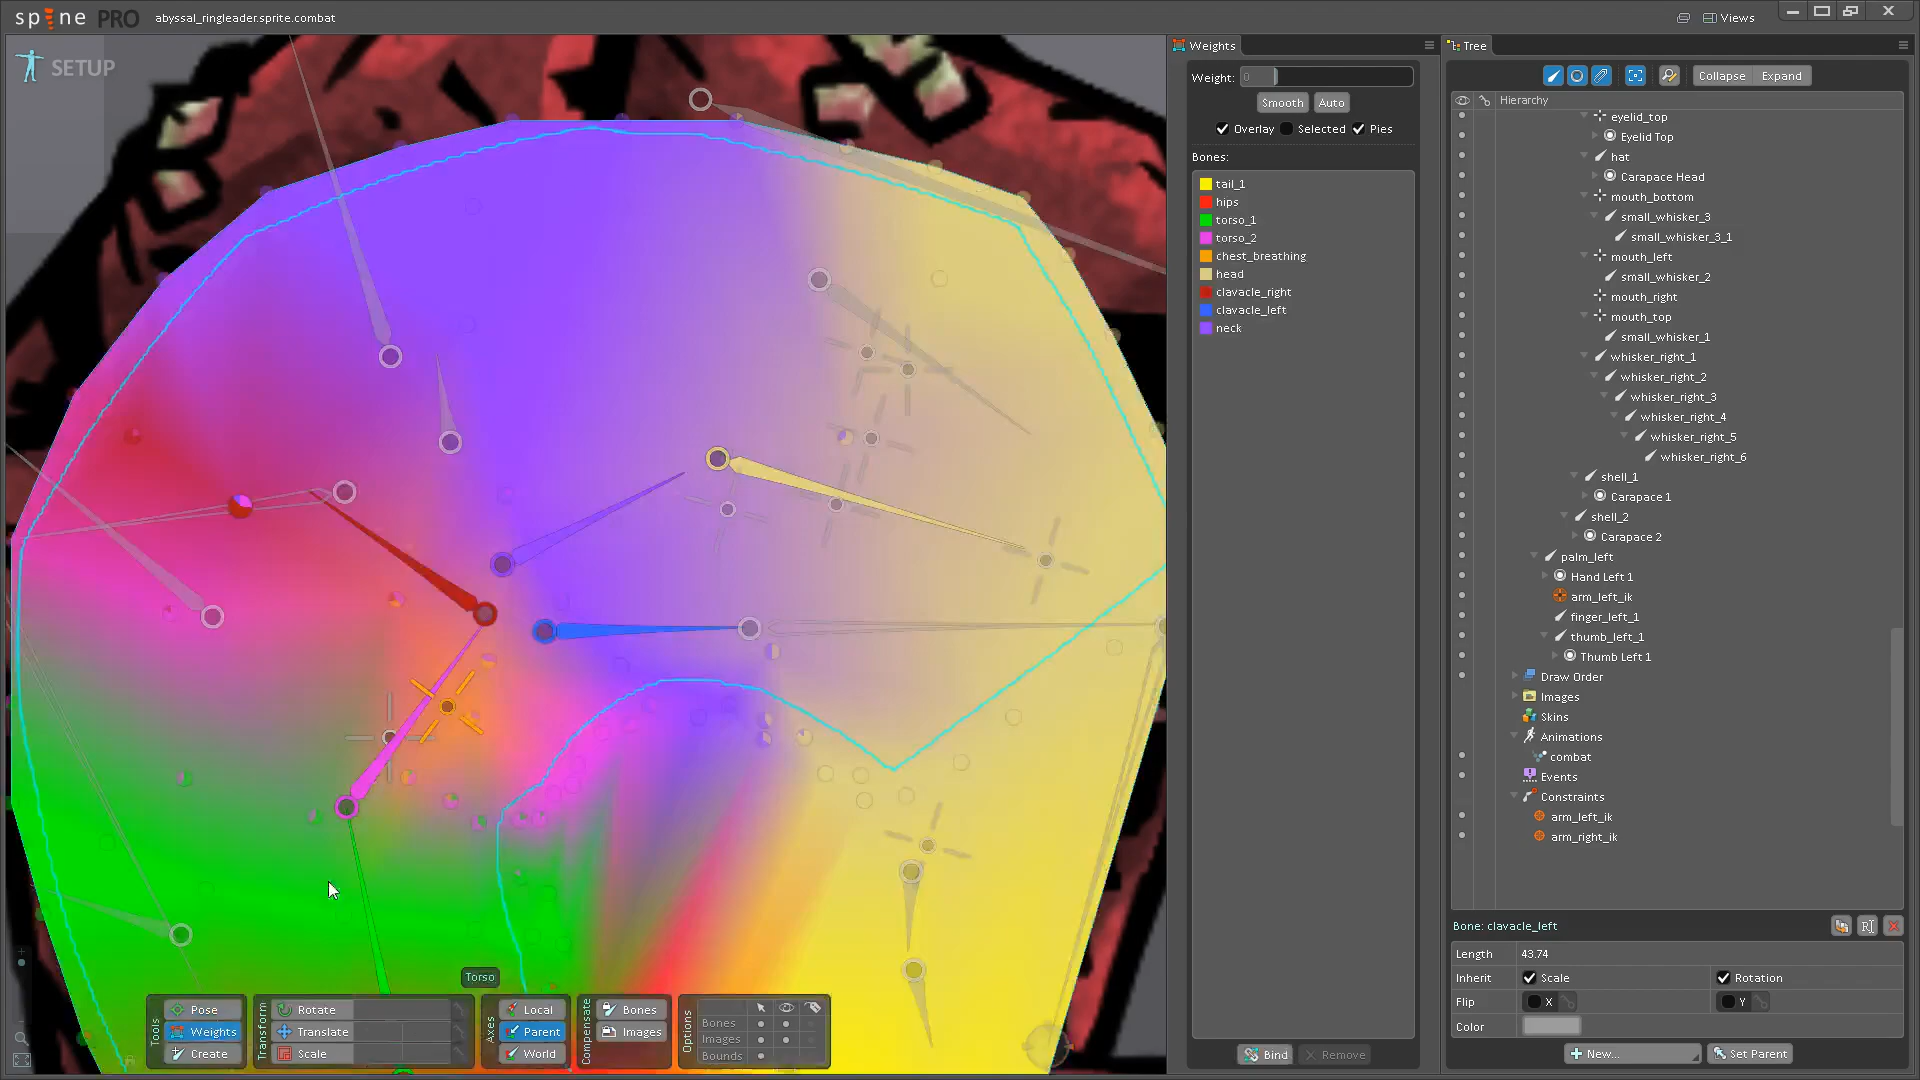 spine PRO abyssal_ringleader.sprite.combat
Views
SETUP
Weights
Weight: 0
Smooth Auto
Overlay Selected Pies
Bones:
tail_1
hips
torso_1
torso_2
chest_breathing
head
clavacle_right
clavacle_left
neck
Bind Remove
Tree
Collapse Expand
Hierarchy
eyelid_top
Eyelid Top
hat
Carapace Head
mouth_bottom
small_whisker_3
small_whisker_3_1
mouth_left
small_whisker_2
mouth_right
mouth_top
small_whisker_1
whisker_right_1
whisker_right_2
whisker_right_3
whisker_right_4
whisker_right_5
whisker_right_6
shell_1
Carapace 1
shell_2
Carapace 2
palm_left
Hand Left 1
arm_left_ik
finger_left_1
thumb_left_1
Thumb Left 1
Draw Order
Images
Skins
Animations
combat
Events
Constraints
arm_left_ik
arm_right_ik
Bone: clavacle_left
Length 43.74
Inherit Scale Rotation
Flip X Y
Color
New... Set Parent
Torso
Tools
Pose
Weights
Create
Transform
Rotate
Translate
Scale
Axes
Local
Parent
World
Compensate
Bones
Images
Options
Bones
Images
Bounds